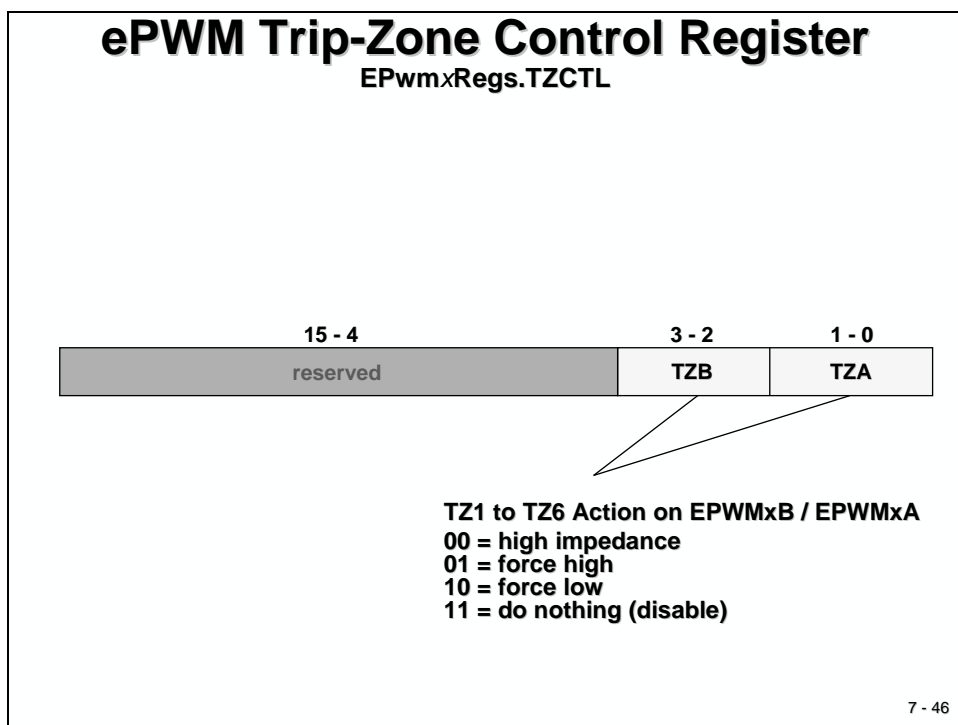 ePWM Trip-Zone Control Register
EPwmxRegs.TZCTL
15 - 4 3 - 2 1 - 0
reserved TZB TZA
TZ1 to TZ6 Action on EPWMxB / EPWMxA
00 = high impedance
01 = force high
10 = force low
11 = do nothing (disable)
7 - 46